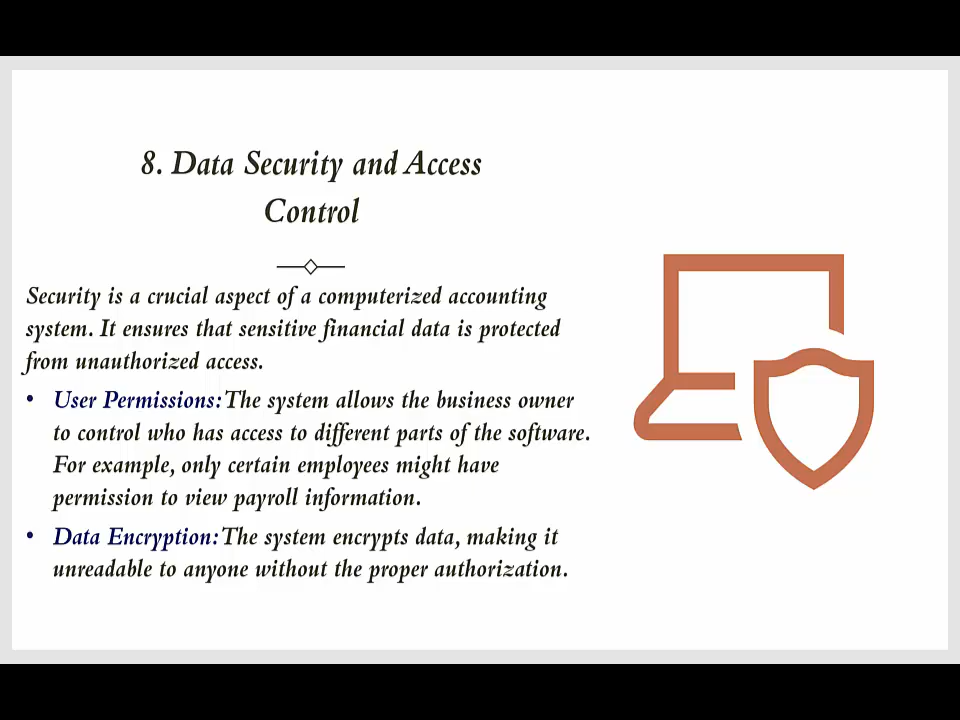 8. Data Security and Access
Control
Security is a crucial aspect of a computerized accounting
system. It ensures that sensitive financial data is protected
from unauthorized access.
• User Permissions: The system allows the business owner
to control who has access to different parts of the software.
For example, only certain employees might have
permission to view payroll information.
• Data Encryption: The system encrypts data, making it
unreadable to anyone without the proper authorization.